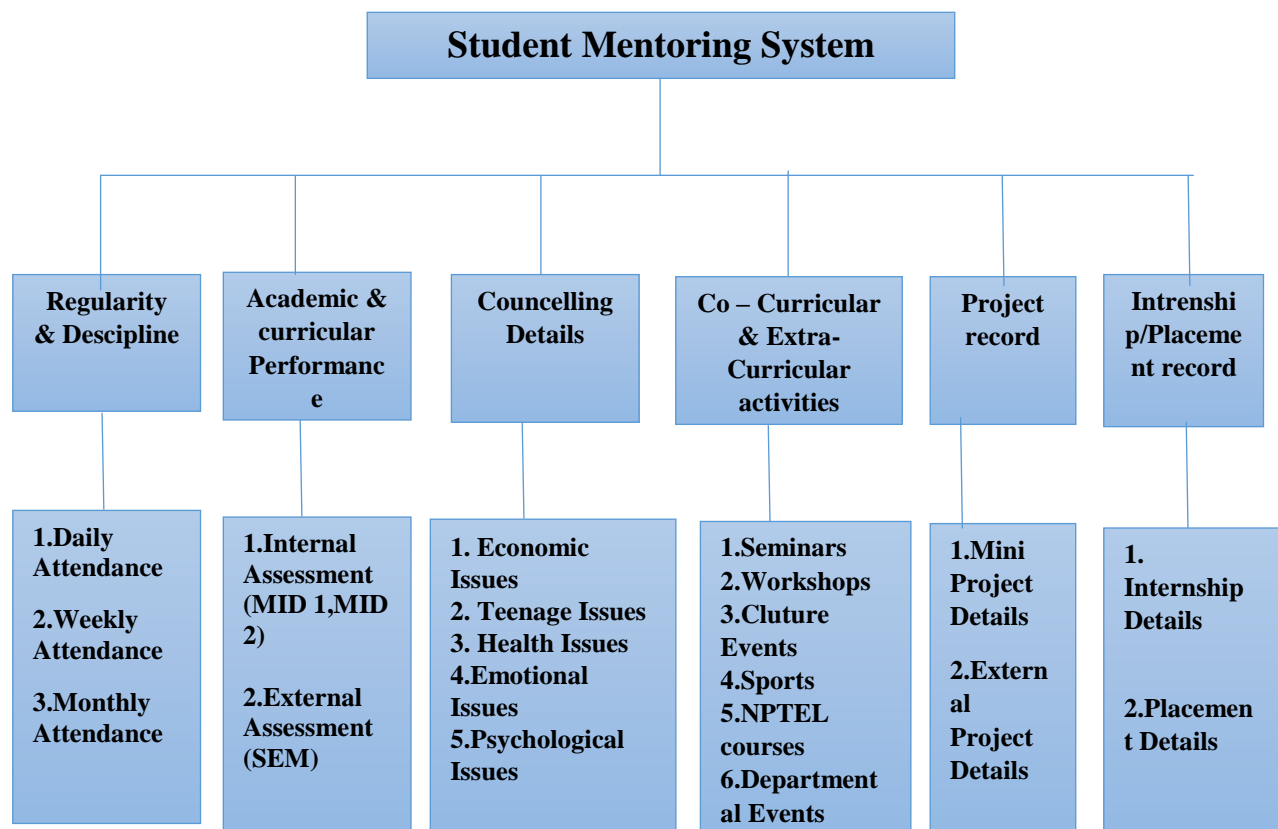 Student Mentoring System
Regularity
& Descipline
Academic &
curricular
Performanc
e
Councelling
Details
Co – Curricular
& Extra-
Curricular
activities
Project
record
Intrenshi
p/Placeme
nt record
1.Daily
Attendance
2.Weekly
Attendance
3.Monthly
Attendance
1.Internal
Assessment
(MID 1,MID
2)
2.External
Assessment
(SEM)
1. Economic
Issues
2. Teenage Issues
3. Health Issues
4.Emotional
Issues
5.Psychological
Issues
1.Seminars
2.Workshops
3.Cluture
Events
4.Sports
5.NPTEL
courses
6.Department
al Events
1.Mini
Project
Details
2.Extern
al
Project
Details
1.
Internship
Details
2.Placemen
t Details